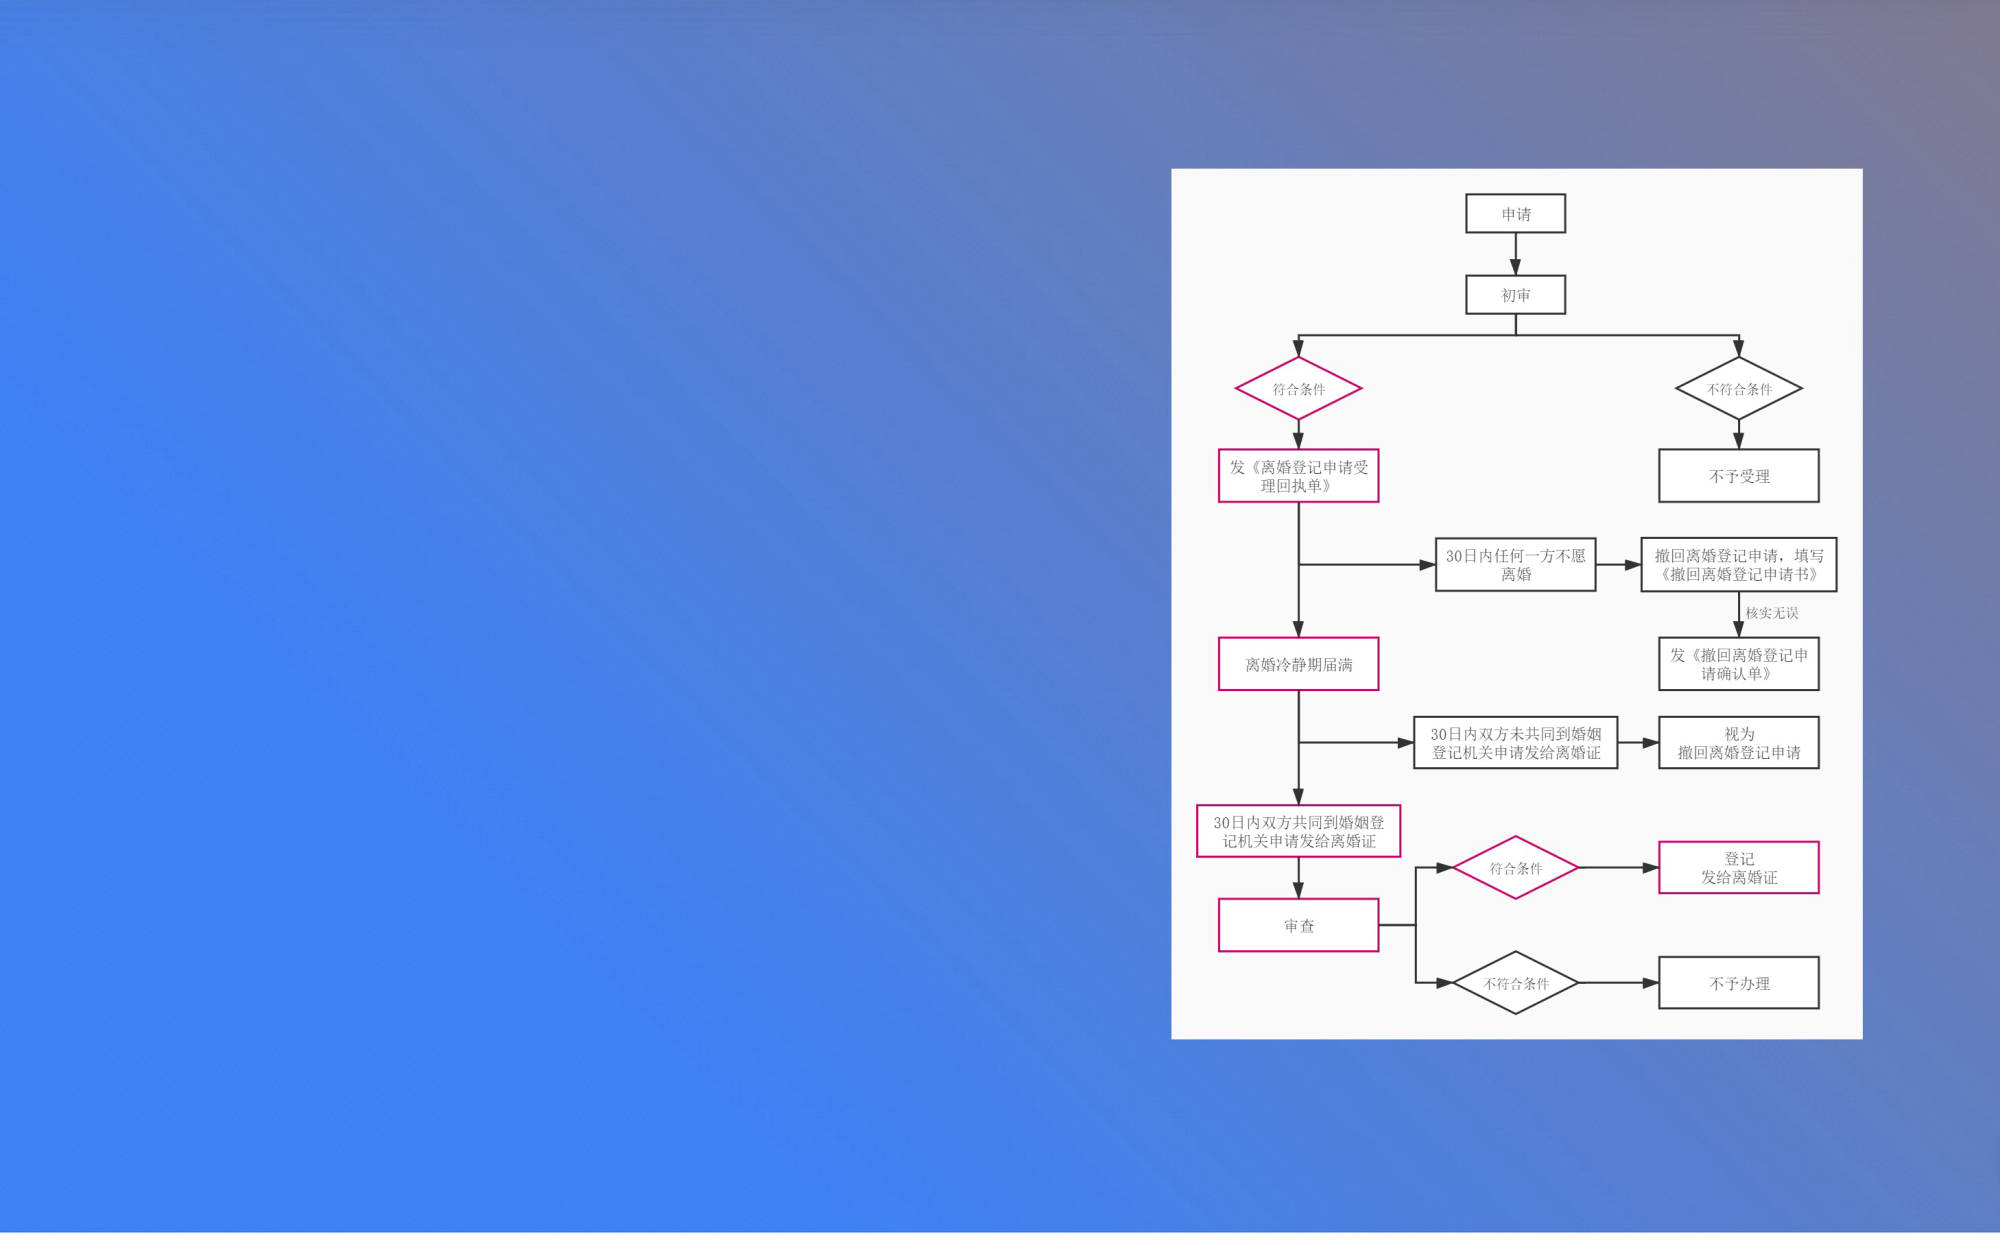 申请
初审
符合条件
不符合条件
发《离婚登记申请受
理回执单》
不予受理
30日内任何一方不愿
离婚
撤回离婚登记申请，填写
《撤回离婚登记申请书》
核实无误
离婚冷静期届满
发《撤回离婚登记申
请确认单》
30日内双方未共同到婚姻
登记机关申请发给离婚证
视为
撤回离婚登记申请
30日内双方共同到婚姻登
记机关申请发给离婚证
符合条件
登记
发给离婚证
审查
不符合条件
不予办理